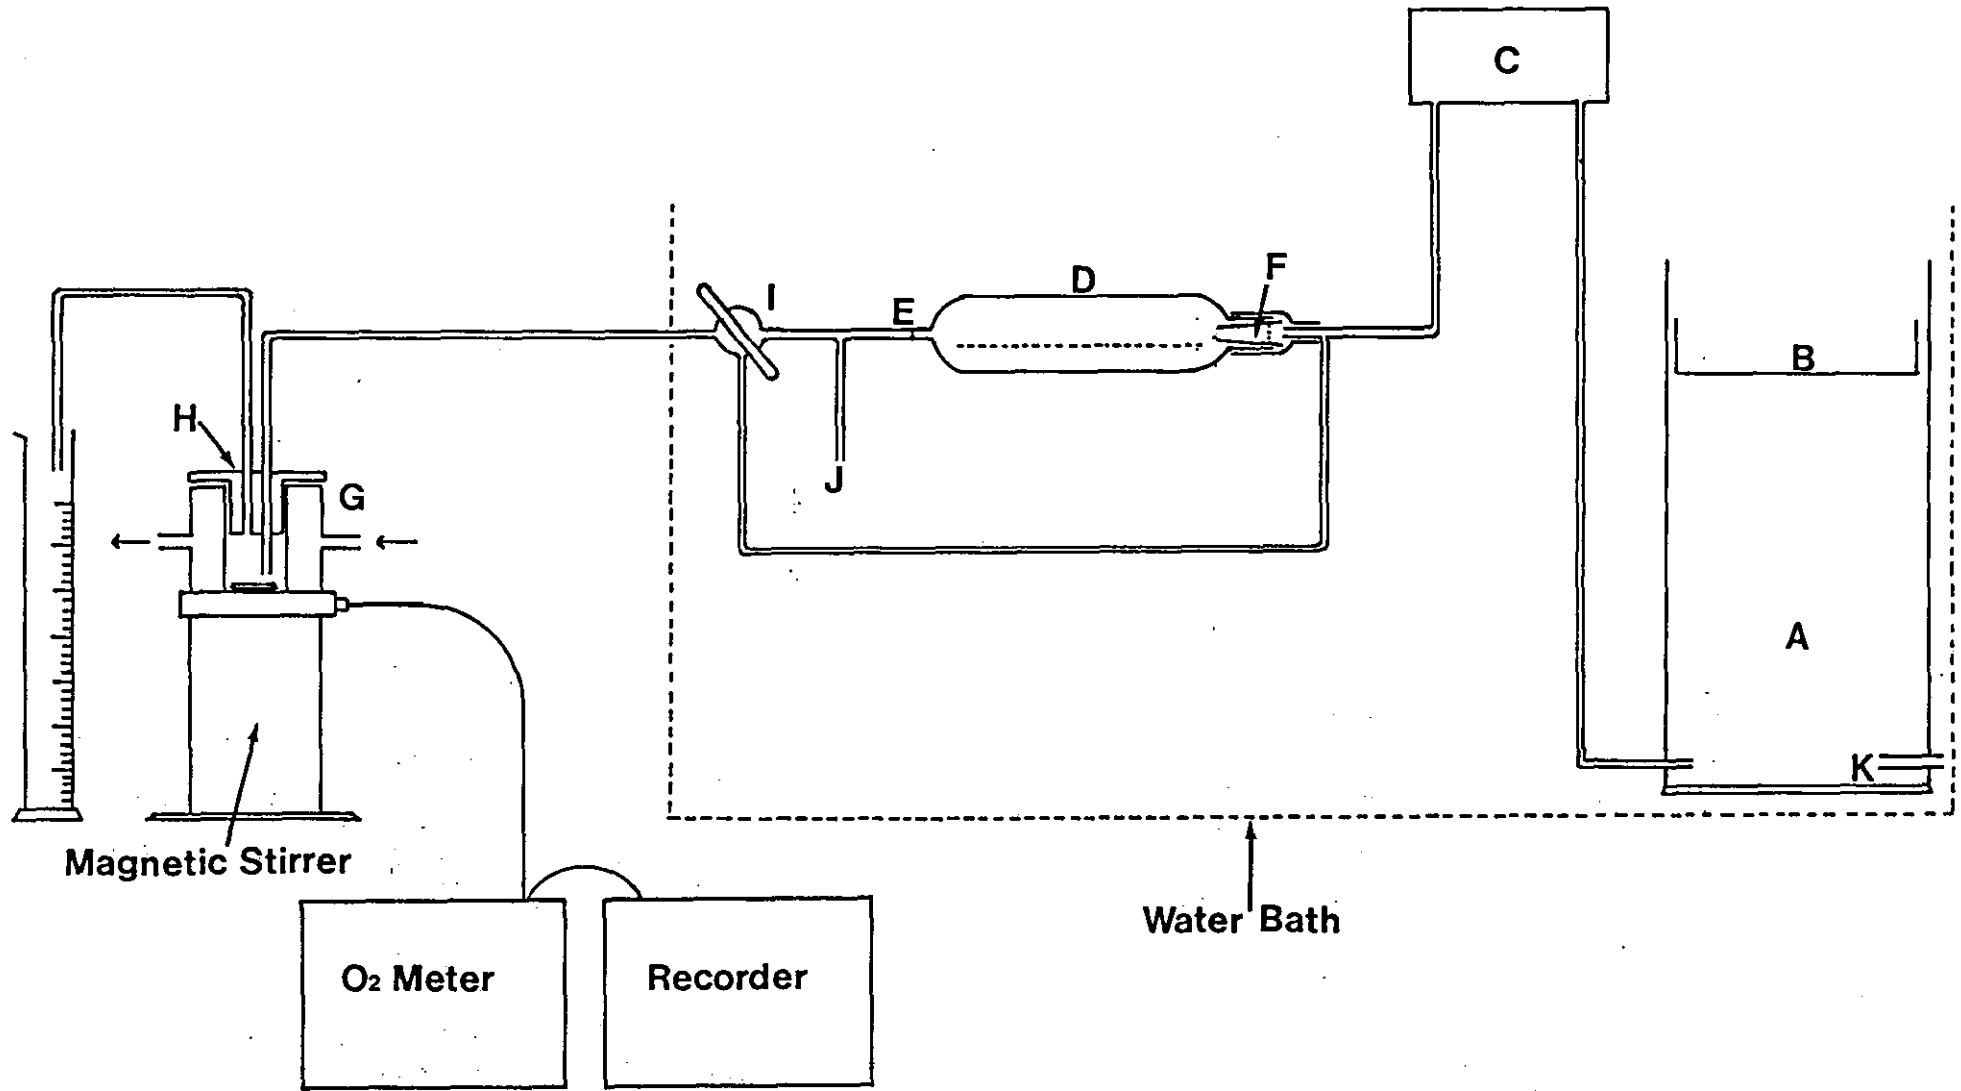 C
F
D
I
E
B
H
J
G
A
K
Magnetic Stirrer
Water Bath
O₂ Meter
Recorder